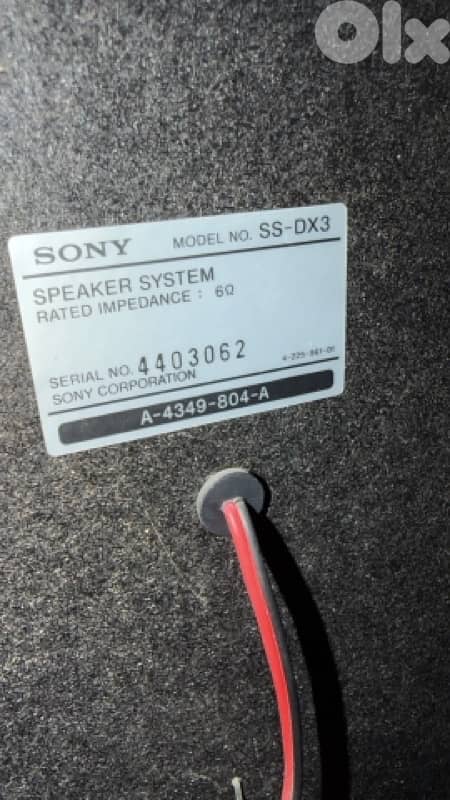 OLX
SONY MODEL NO. SS-DX3
SPEAKER SYSTEM
RATED IMPEDANCE : 6Ω
SERIAL NO. 4403062
SONY CORPORATION
A-4349-804-A